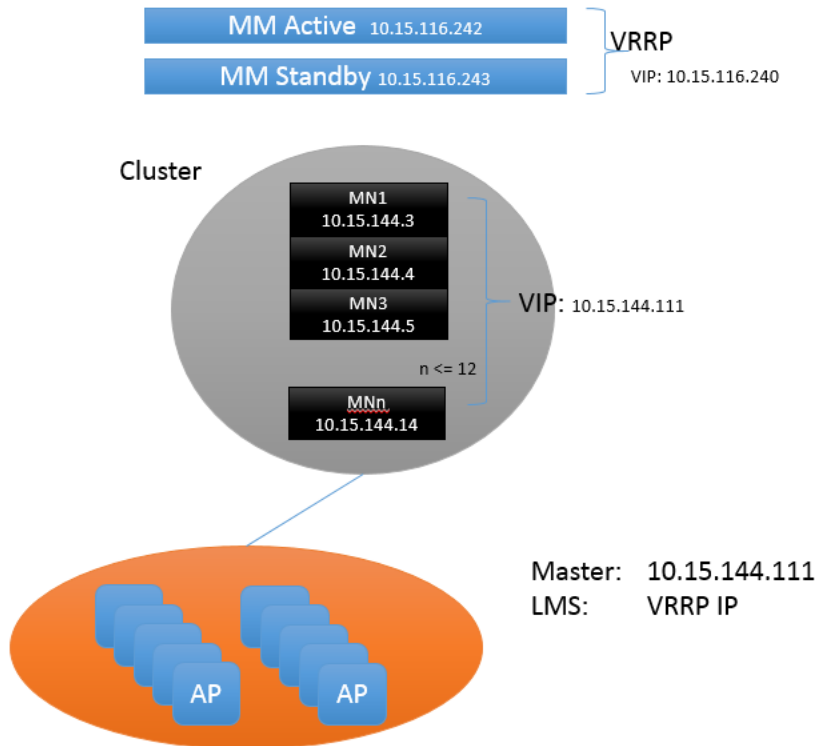 MM Active 10.15.116.242
MM Standby 10.15.116.243
VRRP
VIP: 10.15.116.240
Cluster
MN1
10.15.144.3
MN2
10.15.144.4
MN3
10.15.144.5
VIP: 10.15.144.111
n <= 12
MNn
10.15.144.14
Master: 10.15.144.111
LMS: VRRP IP
AP
AP